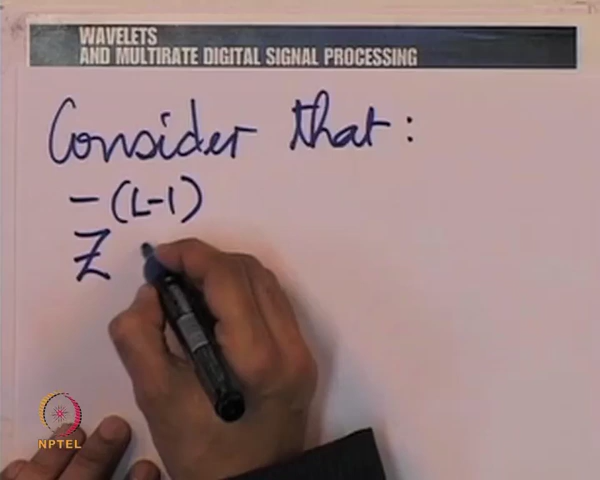 WAVELETS
AND MULTIRATE DIGITAL SIGNAL PROCESSING
Consider that:
-(L-1)
Z
NPTEL